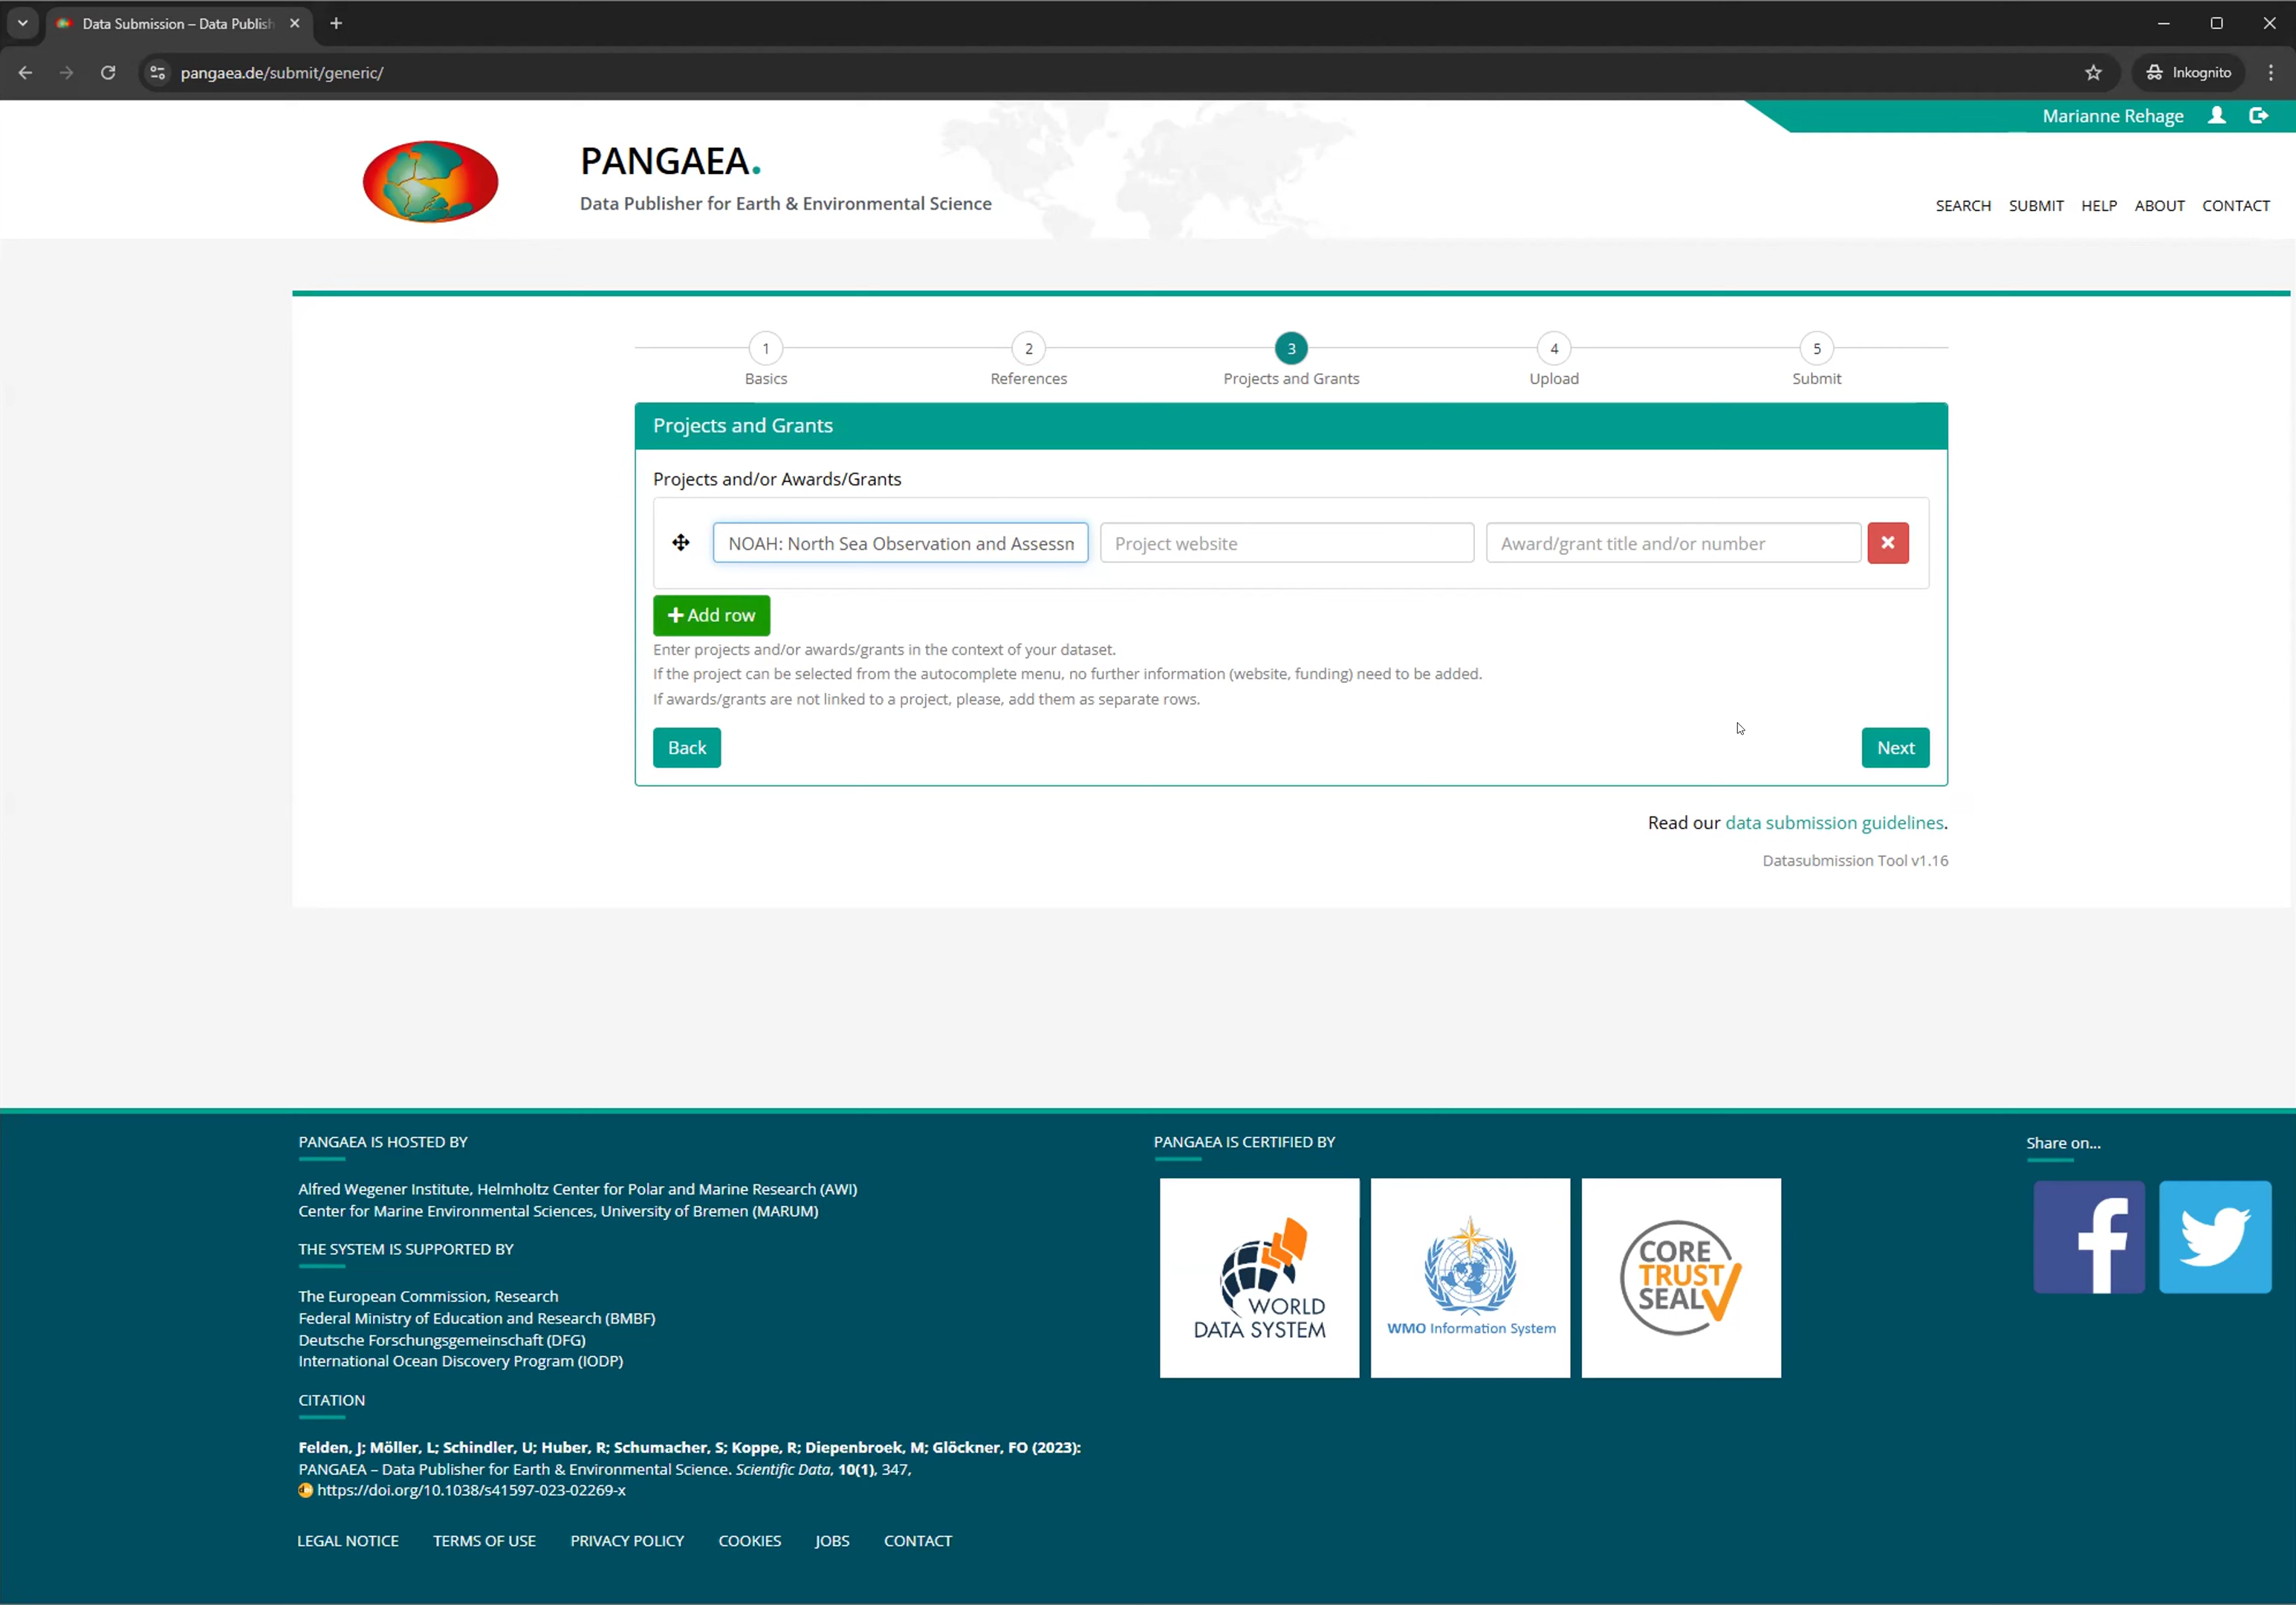 Data Submission – Data Publish
pangaea.de/submit/generic/
Inkognito
Marianne Rehage
PANGAEA.
Data Publisher for Earth & Environmental Science
SEARCH SUBMIT HELP ABOUT CONTACT
1 2 3 4 5
Basics References Projects and Grants Upload Submit
Projects and Grants
Projects and/or Awards/Grants
NOAH: North Sea Observation and Assessm Project website Award/grant title and/or number
Add row
Enter projects and/or awards/grants in the context of your dataset.
If the project can be selected from the autocomplete menu, no further information (website, funding) need to be added.
If awards/grants are not linked to a project, please, add them as separate rows.
Back Next
Read our data submission guidelines.
Datasubmission Tool v1.16
PANGAEA IS HOSTED BY
Alfred Wegener Institute, Helmholtz Center for Polar and Marine Research (AWI)
Center for Marine Environmental Sciences, University of Bremen (MARUM)
THE SYSTEM IS SUPPORTED BY
The European Commission, Research
Federal Ministry of Education and Research (BMBF)
Deutsche Forschungsgemeinschaft (DFG)
International Ocean Discovery Program (IODP)
CITATION
Felden, J; Möller, L; Schindler, U; Huber, R; Schumacher, S; Koppe, R; Diepenbroek, M; Glöckner, FO (2023):
PANGAEA – Data Publisher for Earth & Environmental Science. Scientific Data, 10(1), 347,
https://doi.org/10.1038/s41597-023-02269-x
LEGAL NOTICE TERMS OF USE PRIVACY POLICY COOKIES JOBS CONTACT
PANGAEA IS CERTIFIED BY
WORLD
DATA SYSTEM
WMO Information System
CORE
TRUST
SEAL
Share on...